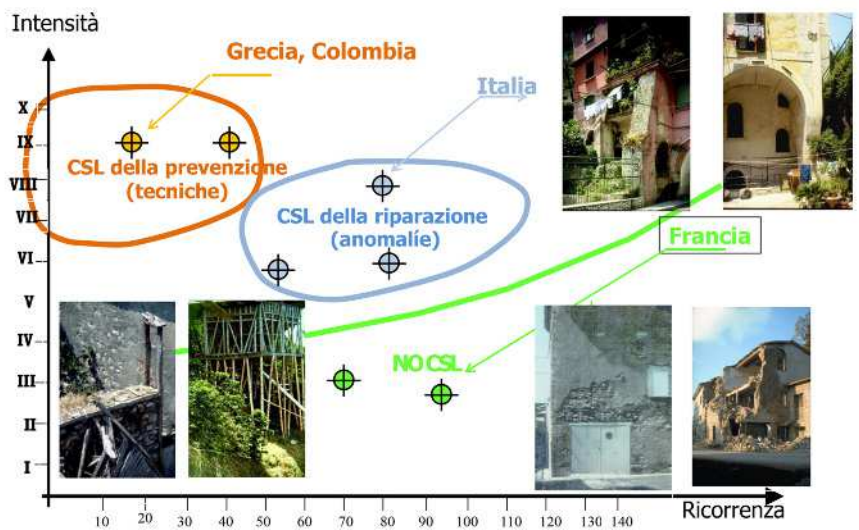 Intensità
Grecia, Colombia
Italia
X
IX
CSL della prevenzione
(tecniche)
VIII
VII
CSL della riparazione
(anomalíe)
Francia
VI
V
IV
NO CSL
III
II
I
10 20 30 40 50 60 70 80 90 100 110 120 130 140
Ricorrenza